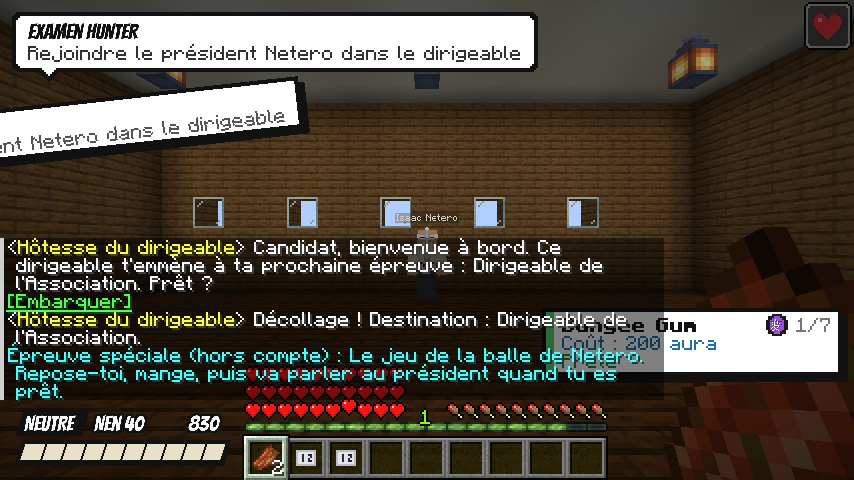 EXAMEN HUNTER
Rejoindre le président Netero dans le dirigeable
ent Netero dans le dirigeable
Isaac Netero
<Hôtesse du dirigeable> Candidat, bienvenue à bord. Ce
dirigeable t'emmène à ta prochaine épreuve : Dirigeable de
l'Association. Prêt ?
[Embarquer]
<Hôtesse du dirigeable> Décollage ! Destination : Dirigeable de
l'Association.
Épreuve spéciale (hors compte) : Le jeu de la balle de Netero.
Repose-toi, mange, puis va parler au président quand tu es
prêt.
Bungee Gum
1/7
Coût : 200 aura
NEUTRE NEN 40 830
1
2
12
12